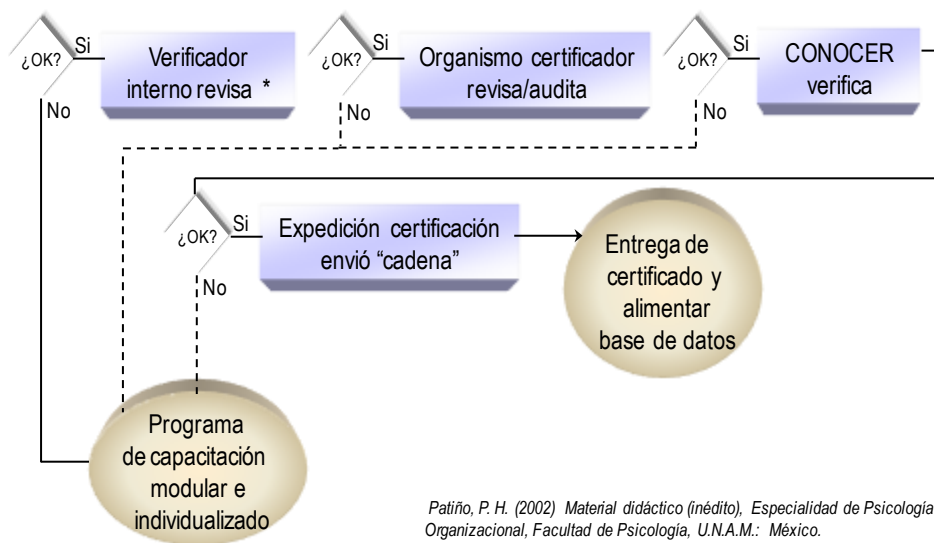 ¿OK?
Si
No
Verificador
interno revisa *
¿OK?
Si
No
Organismo certificador
revisa/audita
¿OK?
Si
No
CONOCER
verifica
¿OK?
Si
No
Expedición certificación
envió “cadena”
Entrega de
certificado y
alimentar
base de datos
Programa
de capacitación
modular e
individualizado
Patiño, P. H. (2002) Material didáctico (inédito), Especialidad de Psicología
Organizacional, Facultad de Psicología, U.N.A.M.: México.